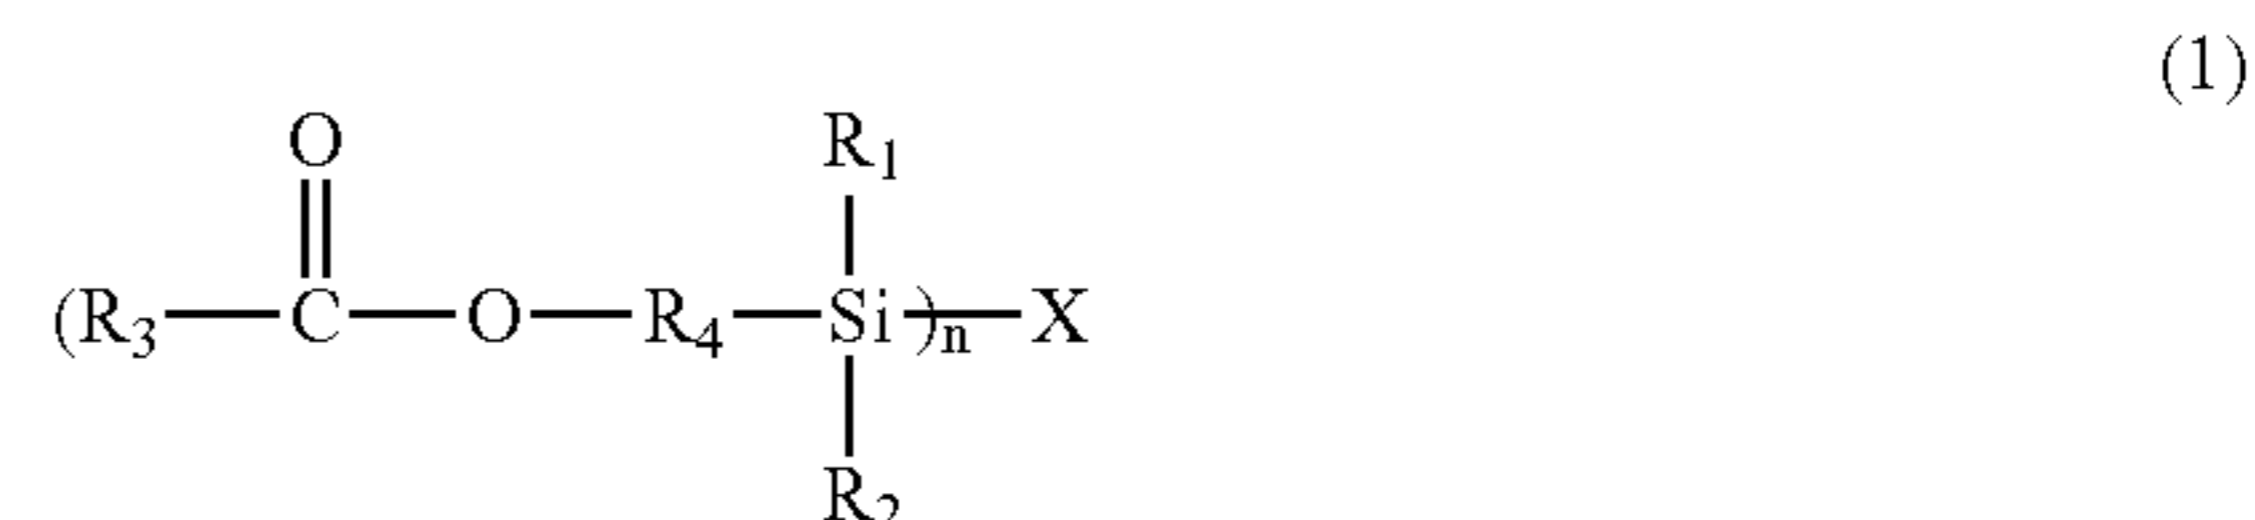 (1)
O R₁
(R₃—C—O—R₄—Si)ₙ—X
R₂